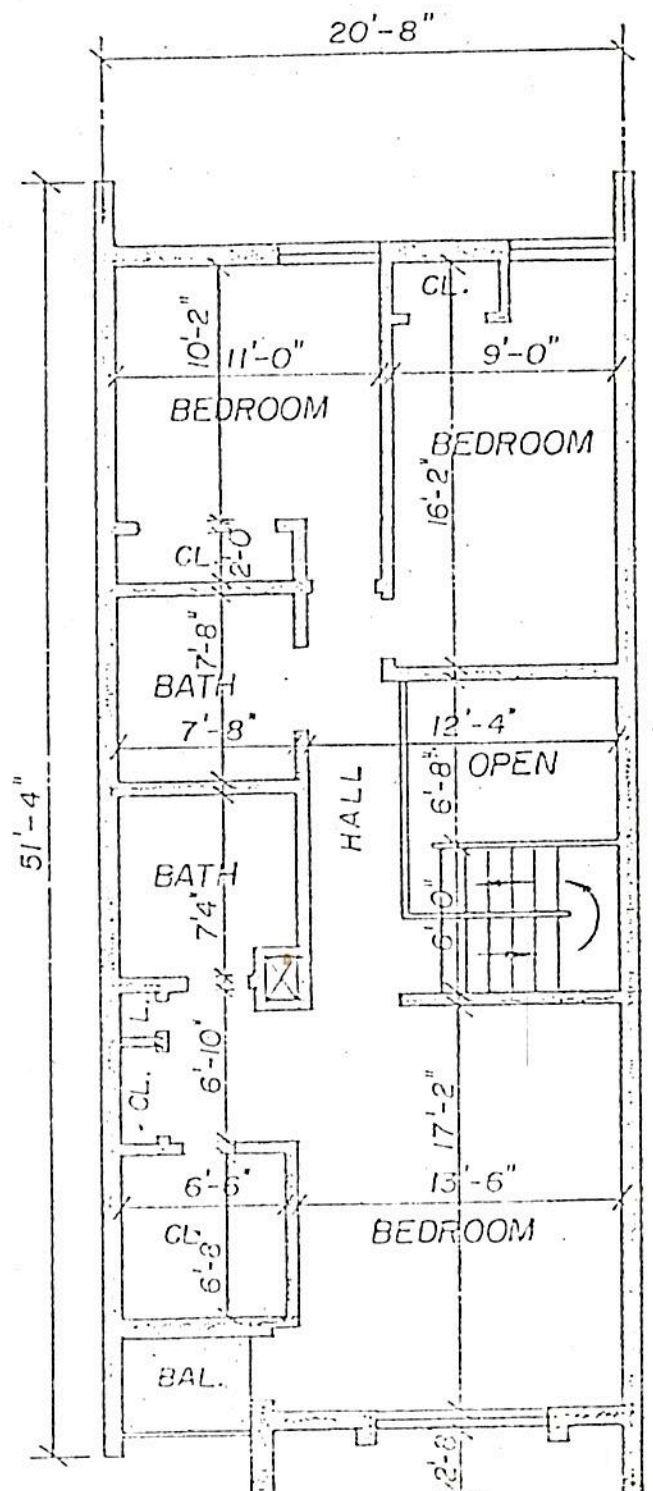 20'-8"
CL.
10'-2"
11'-0"
9'-0"
BEDROOM
BEDROOM
16'-2"
CL.
2'-0
7'-8"
BATH
7'-8"
12'-4"
OPEN
6'-8"
HALL
51'-4"
BATH
7'4"
6'-0"
L.
6'-10"
CL.
17'-2"
6'-6"
13'-6"
CL.
BEDROOM
6'-8
BAL.
2'-8